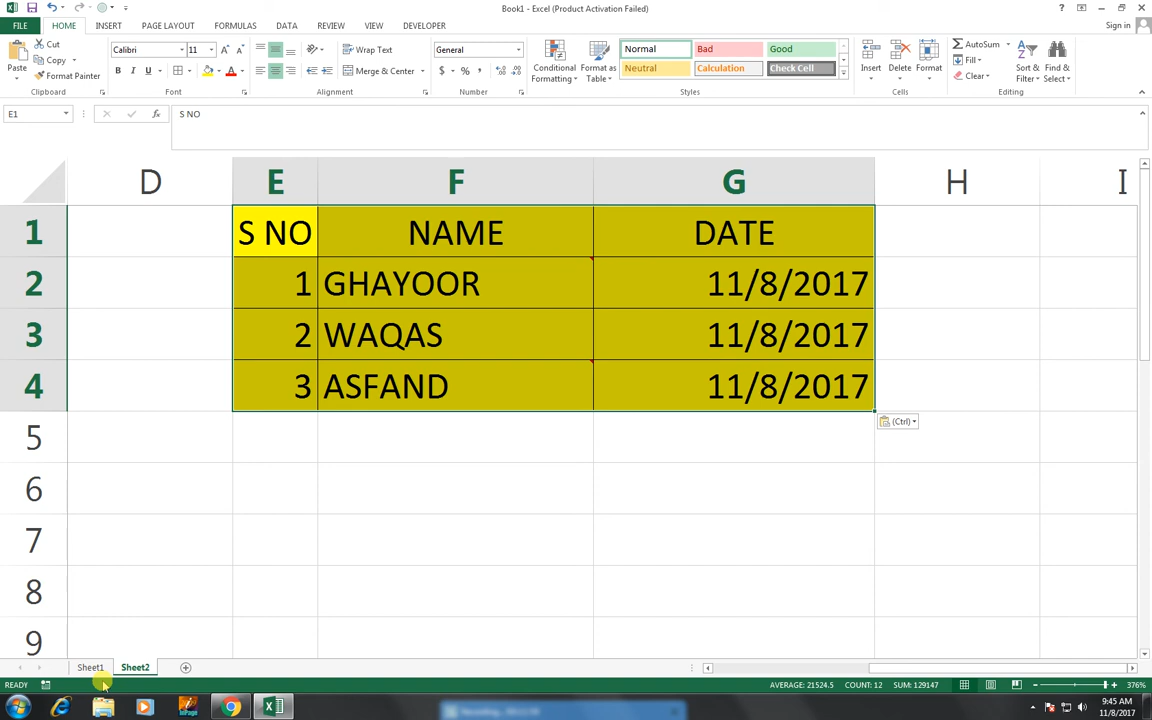 Book1 - Excel (Product Activation Failed)
FILE HOME INSERT PAGE LAYOUT FORMULAS DATA REVIEW VIEW DEVELOPER Sign in
Paste
Cut
Copy
Format Painter
Clipboard
Calibri 11
B I U
Font
Wrap Text
Merge & Center
Alignment
General
$ % ,
Number
Conditional Formatting
Format as Table
Normal Bad Good
Neutral Calculation Check Cell
Styles
Insert Delete Format
Cells
AutoSum
Fill
Clear
Sort & Filter
Find & Select
Editing
E1 fx S NO
D E F G H I
1 S NO NAME DATE
2 1 GHAYOOR 11/8/2017
3 2 WAQAS 11/8/2017
4 3 ASFAND 11/8/2017
(Ctrl)
5
6
7
8
9
Sheet1 Sheet2
READY AVERAGE: 21524.5 COUNT: 12 SUM: 129147 376%
9:45 AM
11/8/2017